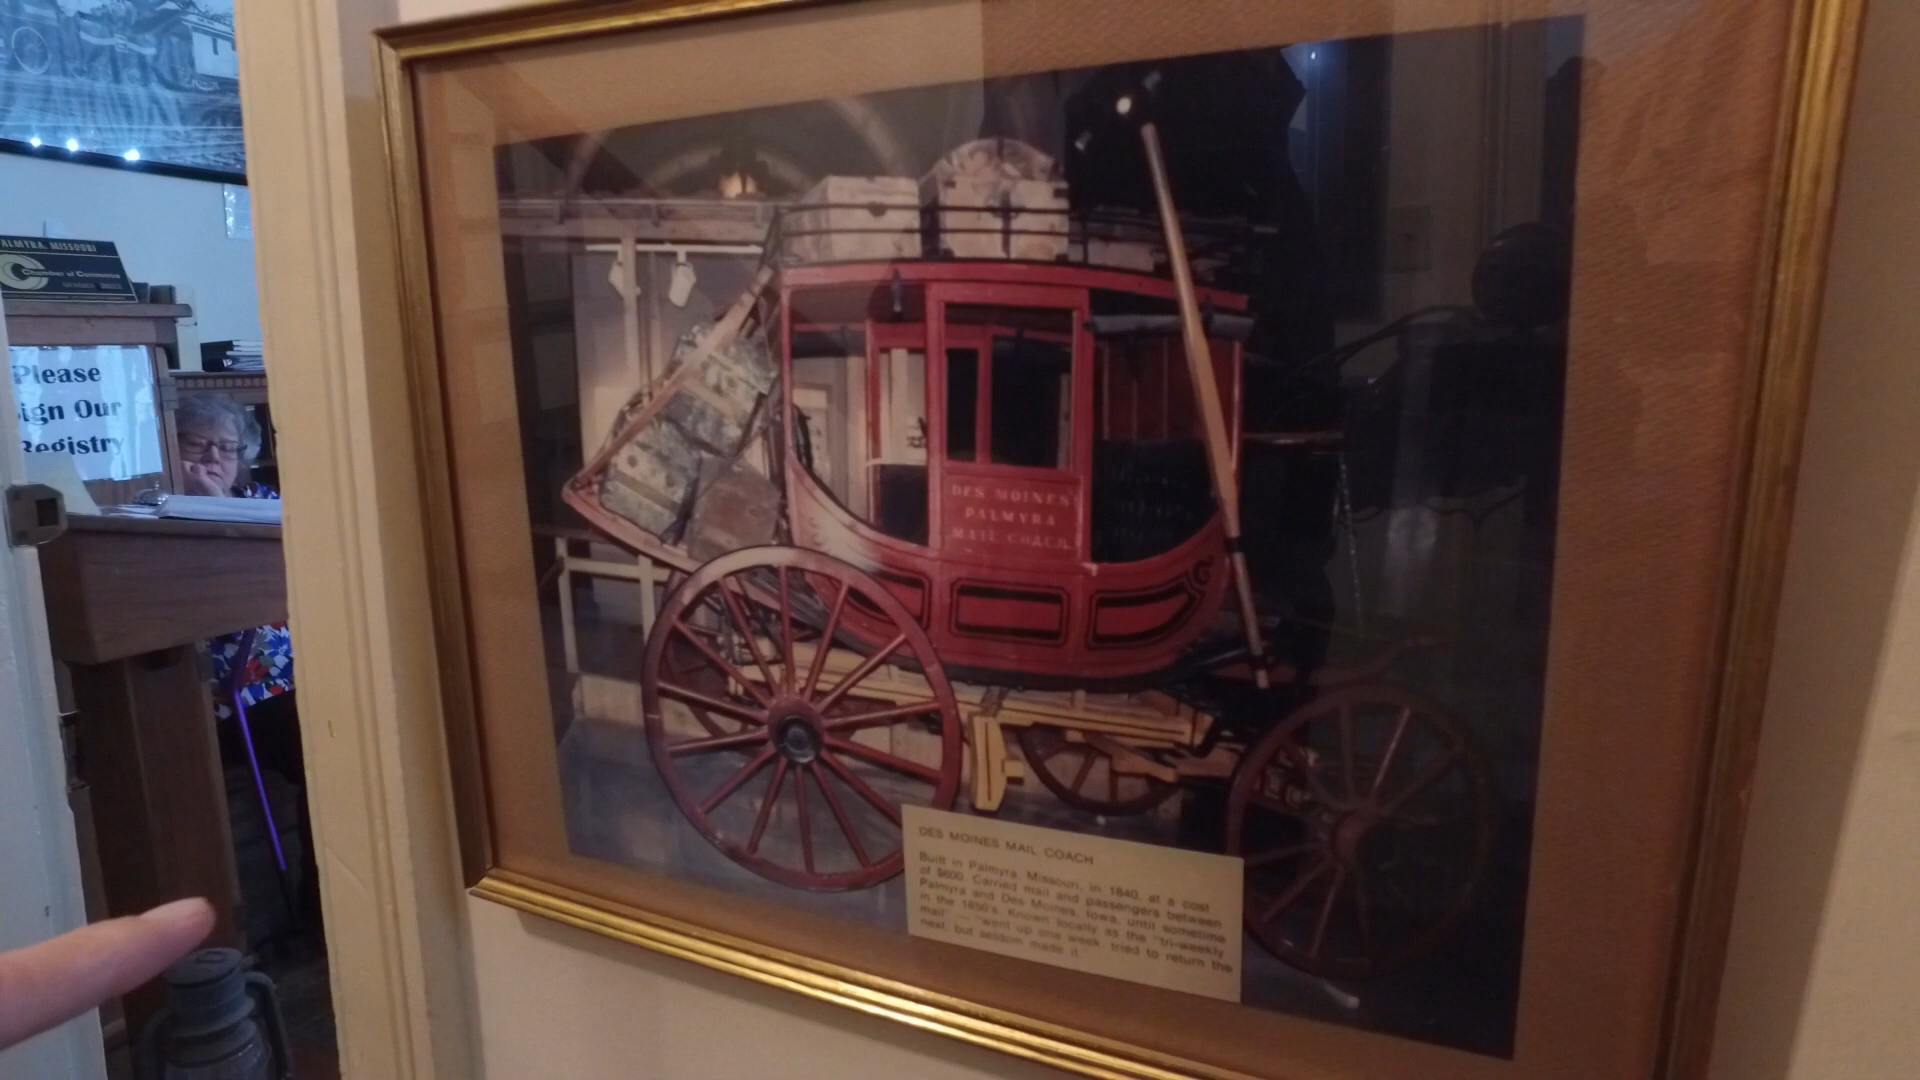 ALMYRA, MISSOURI
Chamber of Commerce
Please
ign Our
Registry
DES MOINES
PALMYRA
MAIL COACH
DES MOINES MAIL COACH
Built in Palmyra, Missouri, in 1840, at a cost
of $600. Carried mail and passengers between
Palmyra and Des Moines, Iowa, until sometime
in the 1850's. Known locally as the "tri-weekly
mail" — "went up one week, tried to return the
next, but seldom made it."